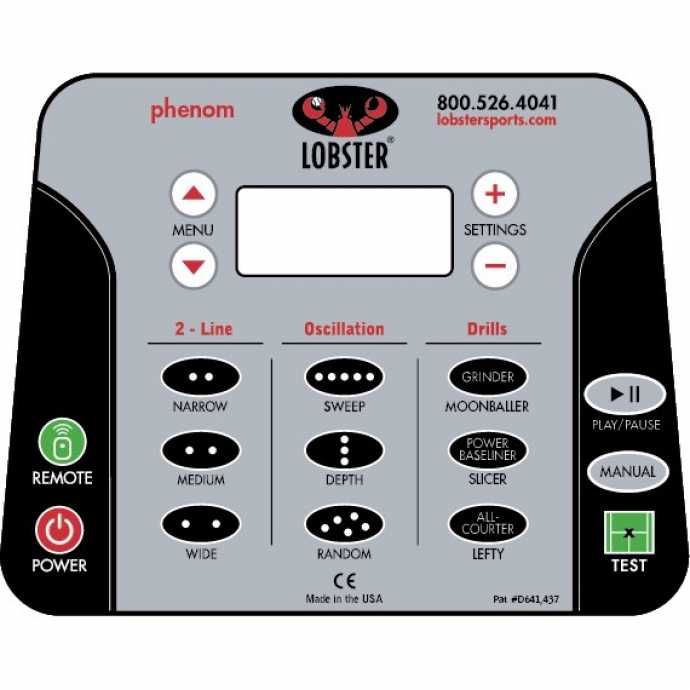 phenom
800.526.4041
lobstersports.com
LOBSTER®
MENU
SETTINGS
2 - Line
Oscillation
Drills
NARROW
SWEEP
GRINDER
MOONBALLER
MEDIUM
DEPTH
POWER
BASELINER
SLICER
WIDE
RANDOM
ALL-
COURTER
LEFTY
PLAY/PAUSE
MANUAL
REMOTE
POWER
x
TEST
CE
Made in the USA
Pat #D641,437